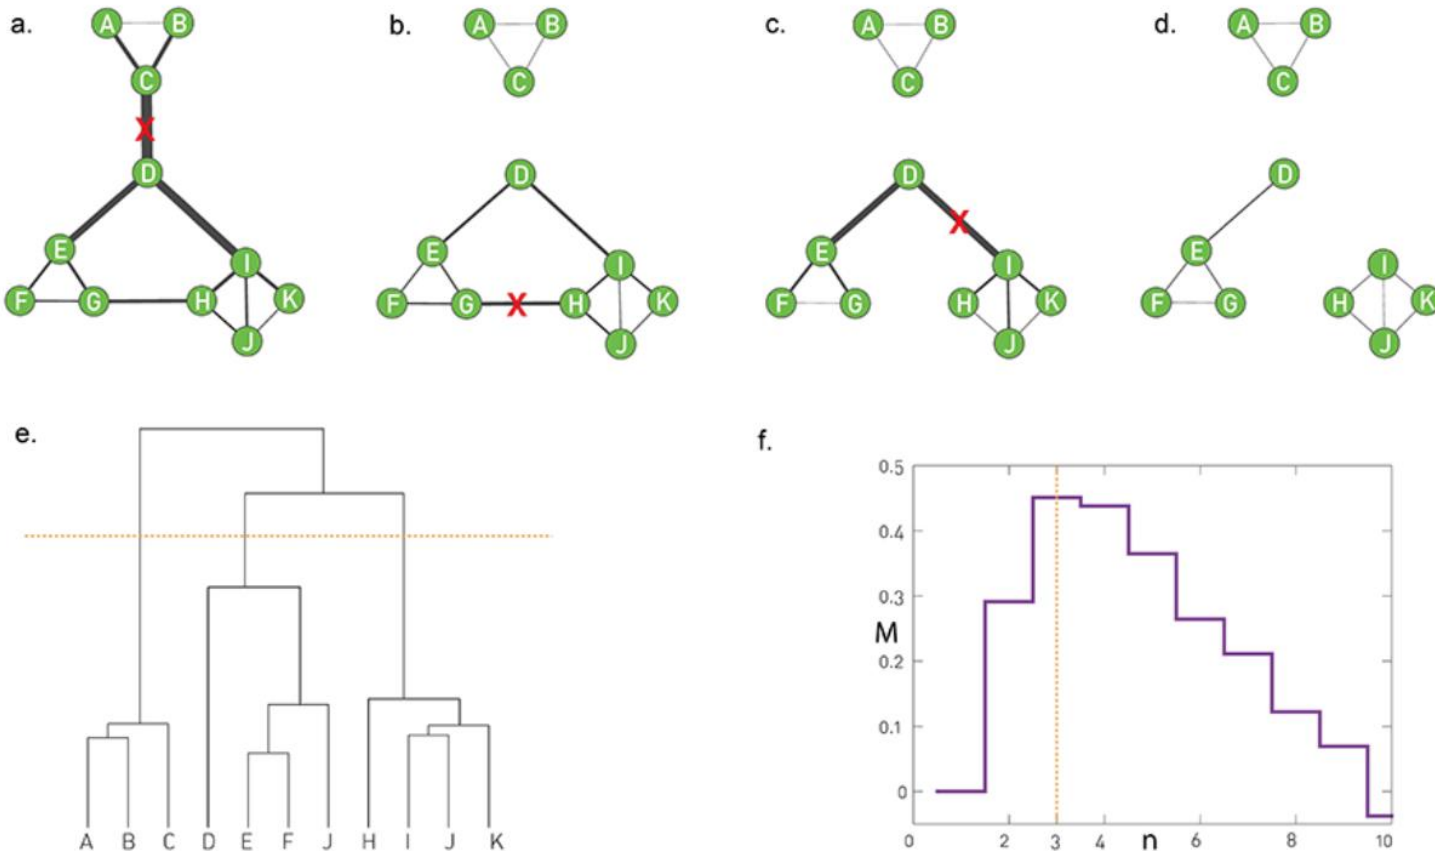 a.
A B
C
X
D
E
I
F G H K
J
b.
A B
C
D
E
I
F G X H K
J
c.
A B
C
D
X
E
I
F G H K
J
d.
A B
C
D
E
I
F G H K
J
e.
A B C D E F J H I J K
f.
0.5
0.4
0.3
M
0.2
0.1
0
0 2 3 4 n 6 8 10